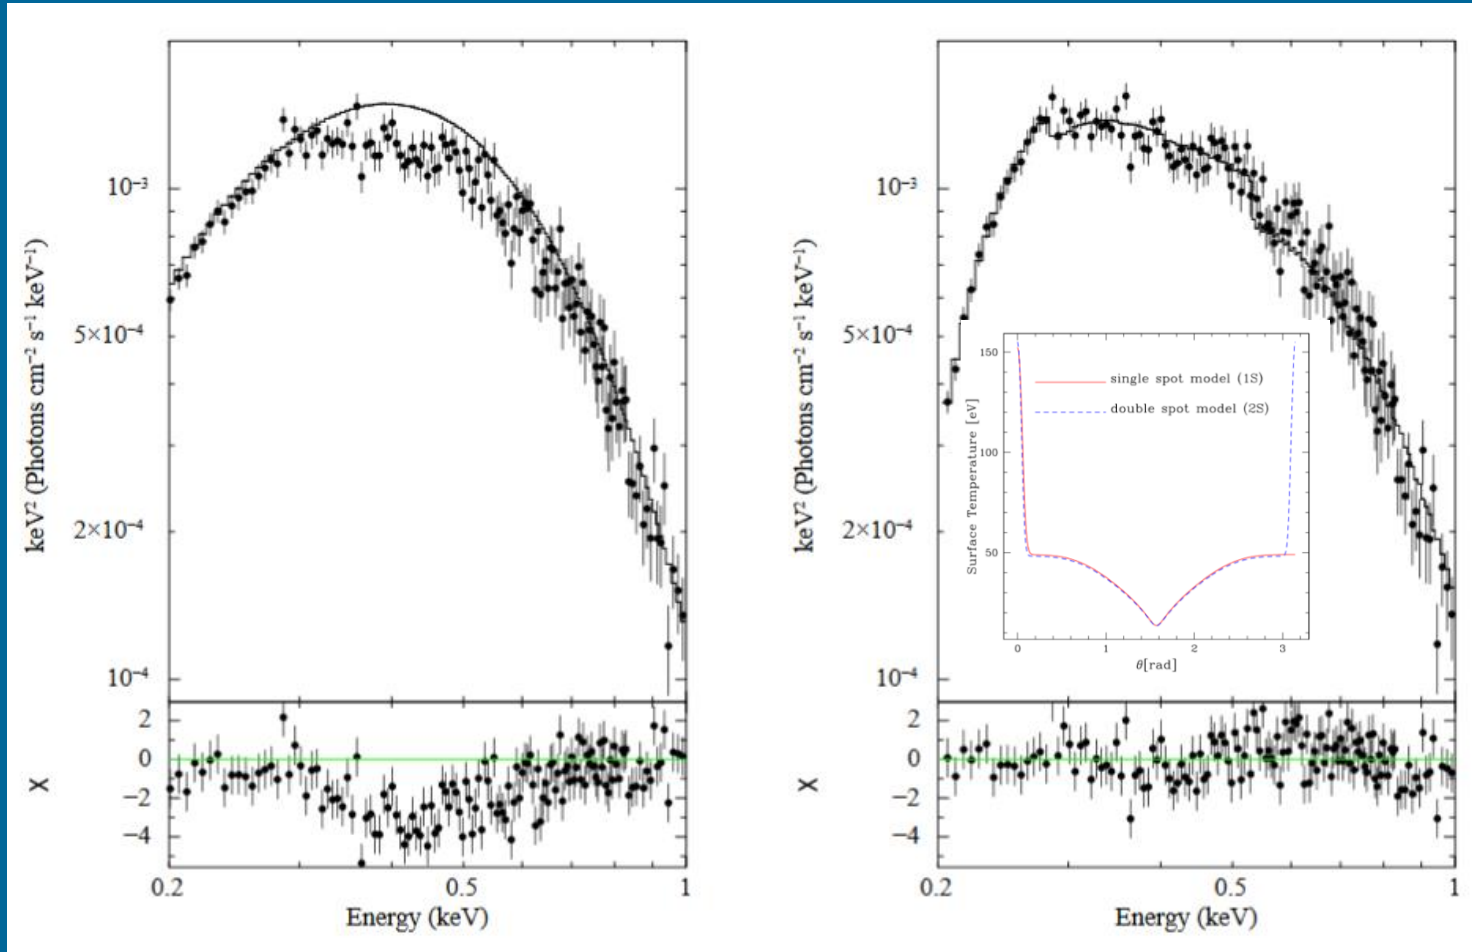 keV² (Photons cm⁻² s⁻¹ keV⁻¹)
10⁻³
5×10⁻⁴
2×10⁻⁴
10⁻⁴
χ
2
0
−2
−4
0.2 0.5 1
Energy (keV)
keV² (Photons cm⁻² s⁻¹ keV⁻¹)
10⁻³
5×10⁻⁴
2×10⁻⁴
10⁻⁴
Surface Temperature [eV]
150
100
50
single spot model (1S)
double spot model (2S)
0 1 2 3
θ[rad]
χ
2
0
−2
−4
0.2 0.5 1
Energy (keV)